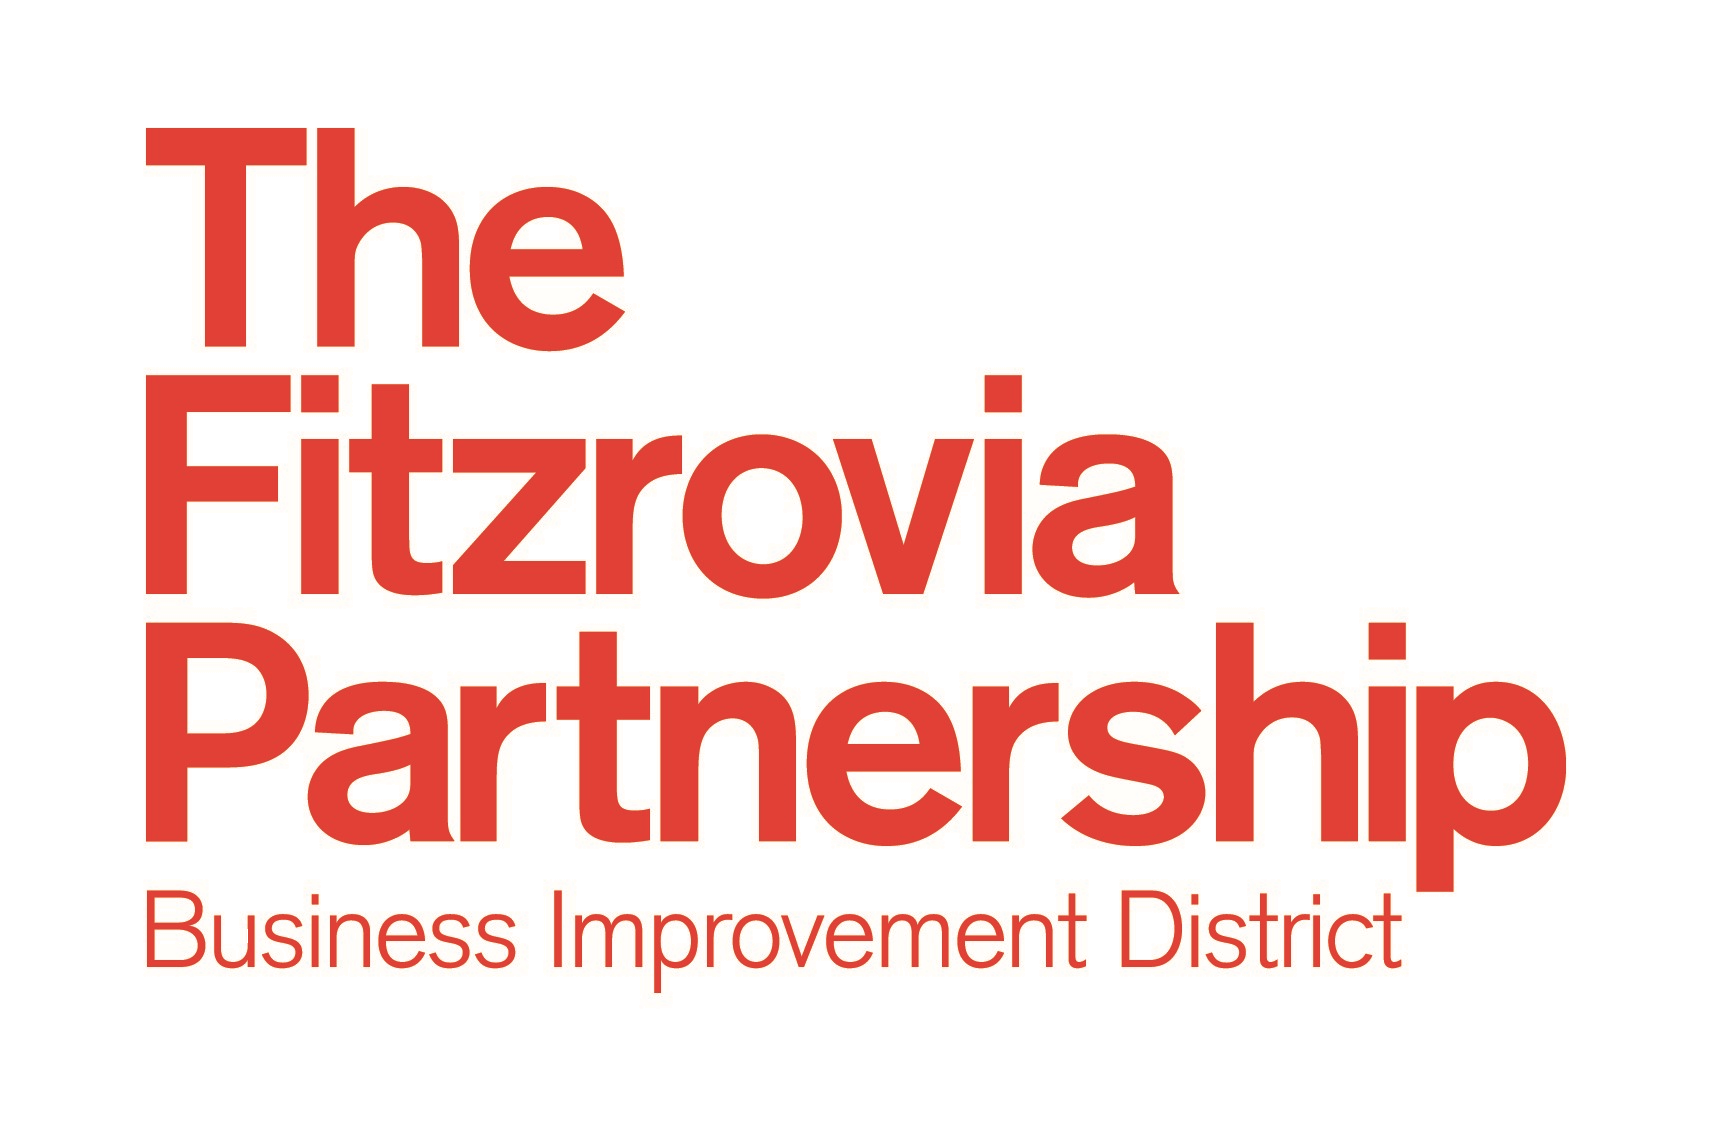 The
Fitzrovia
Partnership
Business Improvement District